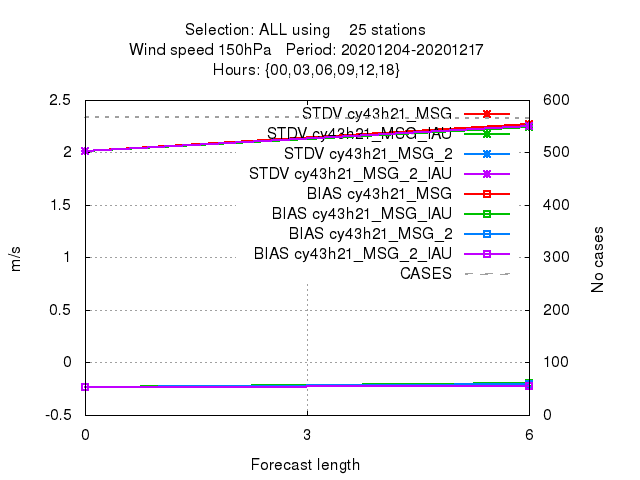 Selection: ALL using 25 stations
Wind speed 150hPa Period: 20201204-20201217
Hours: {00,03,06,09,12,18}
2.5
2
1.5
1
0.5
0
-0.5
m/s
STDV cy43h21_MSG
STDV cy43h21_MSG_IAU
STDV cy43h21_MSG_2
STDV cy43h21_MSG_2_IAU
BIAS cy43h21_MSG
BIAS cy43h21_MSG_IAU
BIAS cy43h21_MSG_2
BIAS cy43h21_MSG_2_IAU
CASES
600
500
400
300
200
100
0
No cases
0 3 6
Forecast length